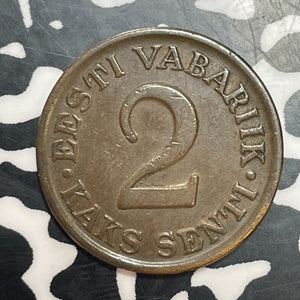 · EESTI VABARIIK ·
2
KAKS SENTI